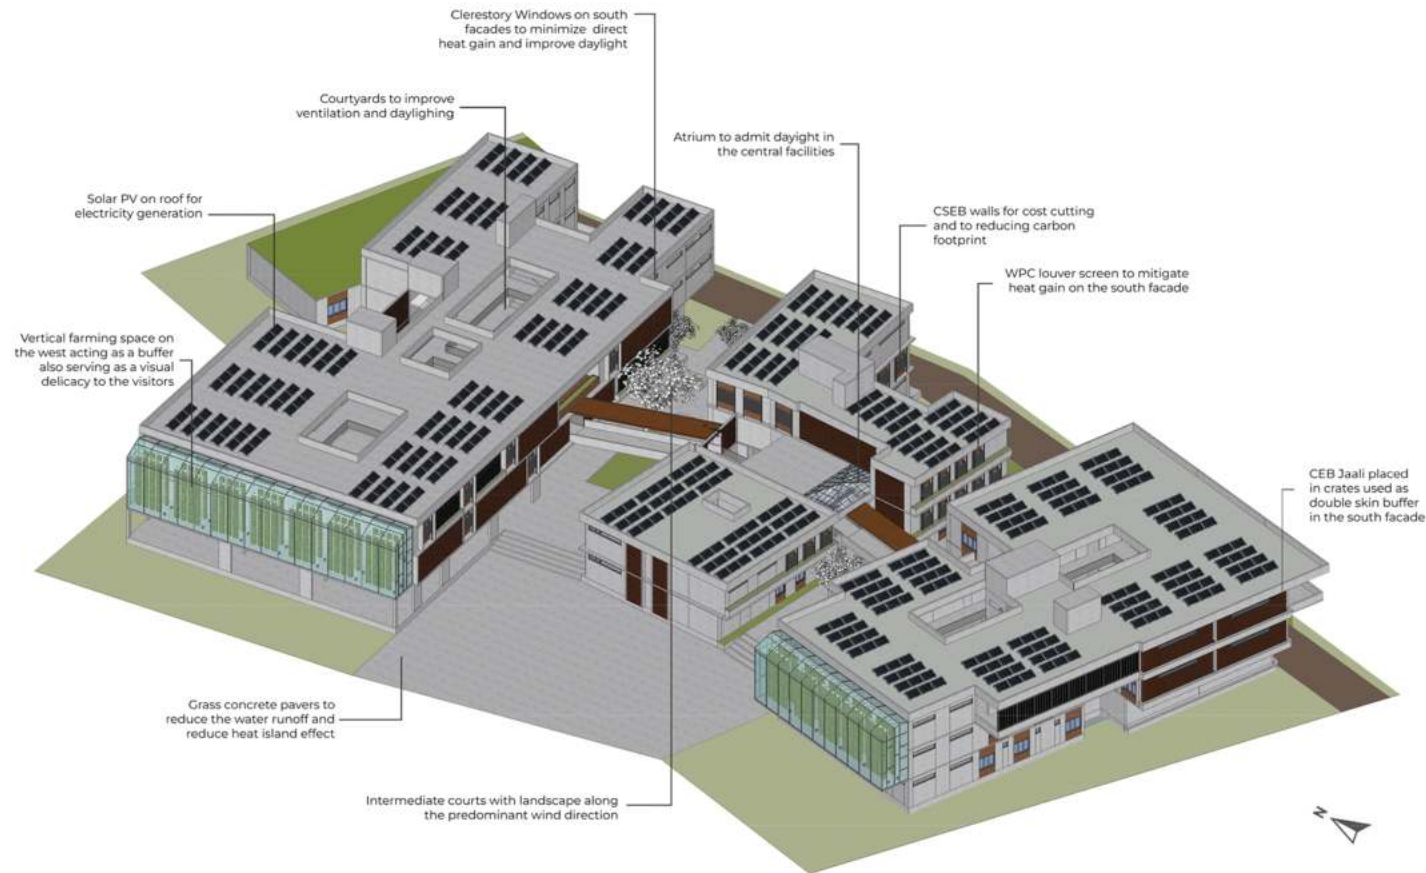 Clerestory Windows on south
facades to minimize direct
heat gain and improve daylight
Courtyards to improve
ventilation and daylighing
Atrium to admit dayight in
the central facilities
Solar PV on roof for
electricity generation
CSEB walls for cost cutting
and to reducing carbon
footprint
WPC louver screen to mitigate
heat gain on the south facade
Vertical farming space on
the west acting as a buffer
also serving as a visual
delicacy to the visitors
CEB Jaali placed
in crates used as
double skin buffer
in the south facade
Grass concrete pavers to
reduce the water runoff and
reduce heat island effect
Intermediate courts with landscape along
the predominant wind direction
N